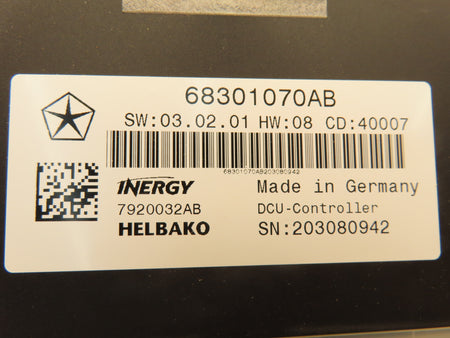 68301070AB
SW:03.02.01 HW:08 CD:40007
68301070AB203080942
INERGY Made in Germany
7920032AB DCU-Controller
HELBAKO SN:203080942